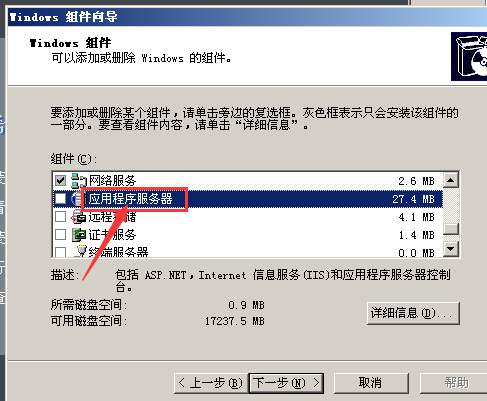 Windows 组件向导
Windows 组件
可以添加或删除 Windows 的组件。
要添加或删除某个组件，请单击旁边的复选框。灰色框表示只会安装该组件的
一部分。要查看组件内容，请单击“详细信息”。
组件(C):
网络服务 2.6 MB
应用程序服务器 27.4 MB
远程存储 4.1 MB
证书服务 1.4 MB
终端服务器 0.0 MB
描述: 包括 ASP.NET，Internet 信息服务(IIS)和应用程序服务器控制
台。
所需磁盘空间: 0.9 MB
可用磁盘空间: 17237.5 MB
详细信息(D)...
< 上一步(B) 下一步(N) > 取消 帮助